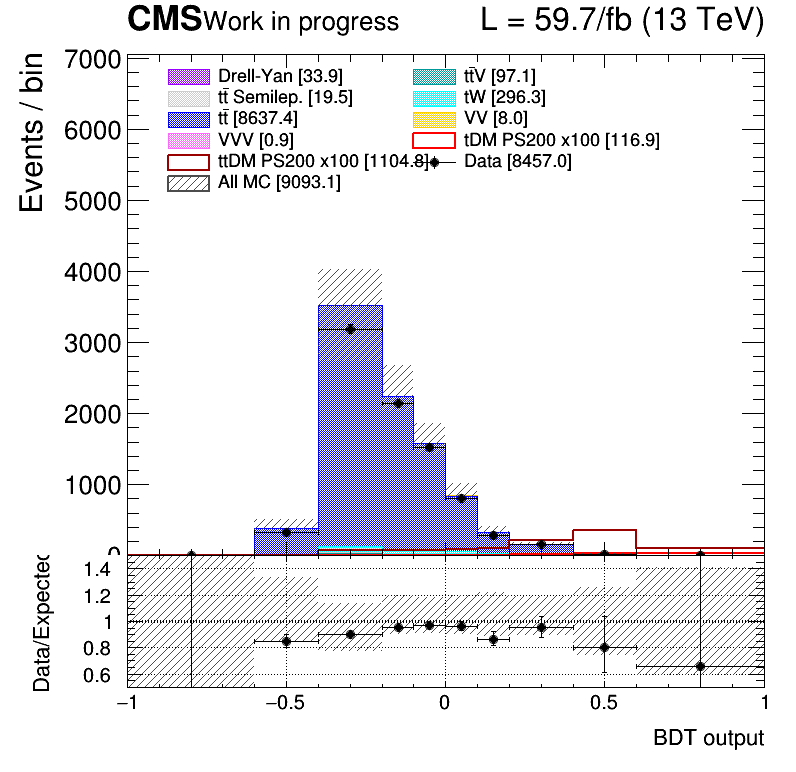 CMS Work in progress L = 59.7/fb (13 TeV)
Events / bin
7000
6000
5000
4000
3000
2000
1000
0
Drell-Yan [33.9] tt̄V [97.1]
tt̄ Semilep. [19.5] tW [296.3]
tt̄ [8637.4] VV [8.0]
VVV [0.9] tDM PS200 x100 [116.9]
ttDM PS200 x100 [1104.8] Data [8457.0]
All MC [9093.1]
Data/Expected
1.4
1.2
1
0.8
0.6
−1 −0.5 0 0.5 1
BDT output